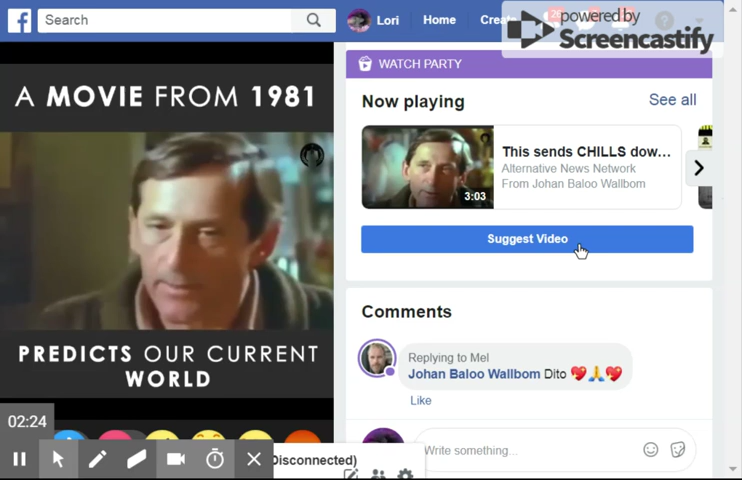 Search
Lori
Home
Create
26
powered by
Screencastify
A MOVIE FROM 1981
PREDICTS OUR CURRENT
WORLD
WATCH PARTY
Now playing
See all
This sends CHILLS dow...
Alternative News Network
From Johan Baloo Wallbom
3:03
Suggest Video
Comments
Replying to Mel
Johan Baloo Wallbom Dito
Like
Write something...
02:24
Disconnected)